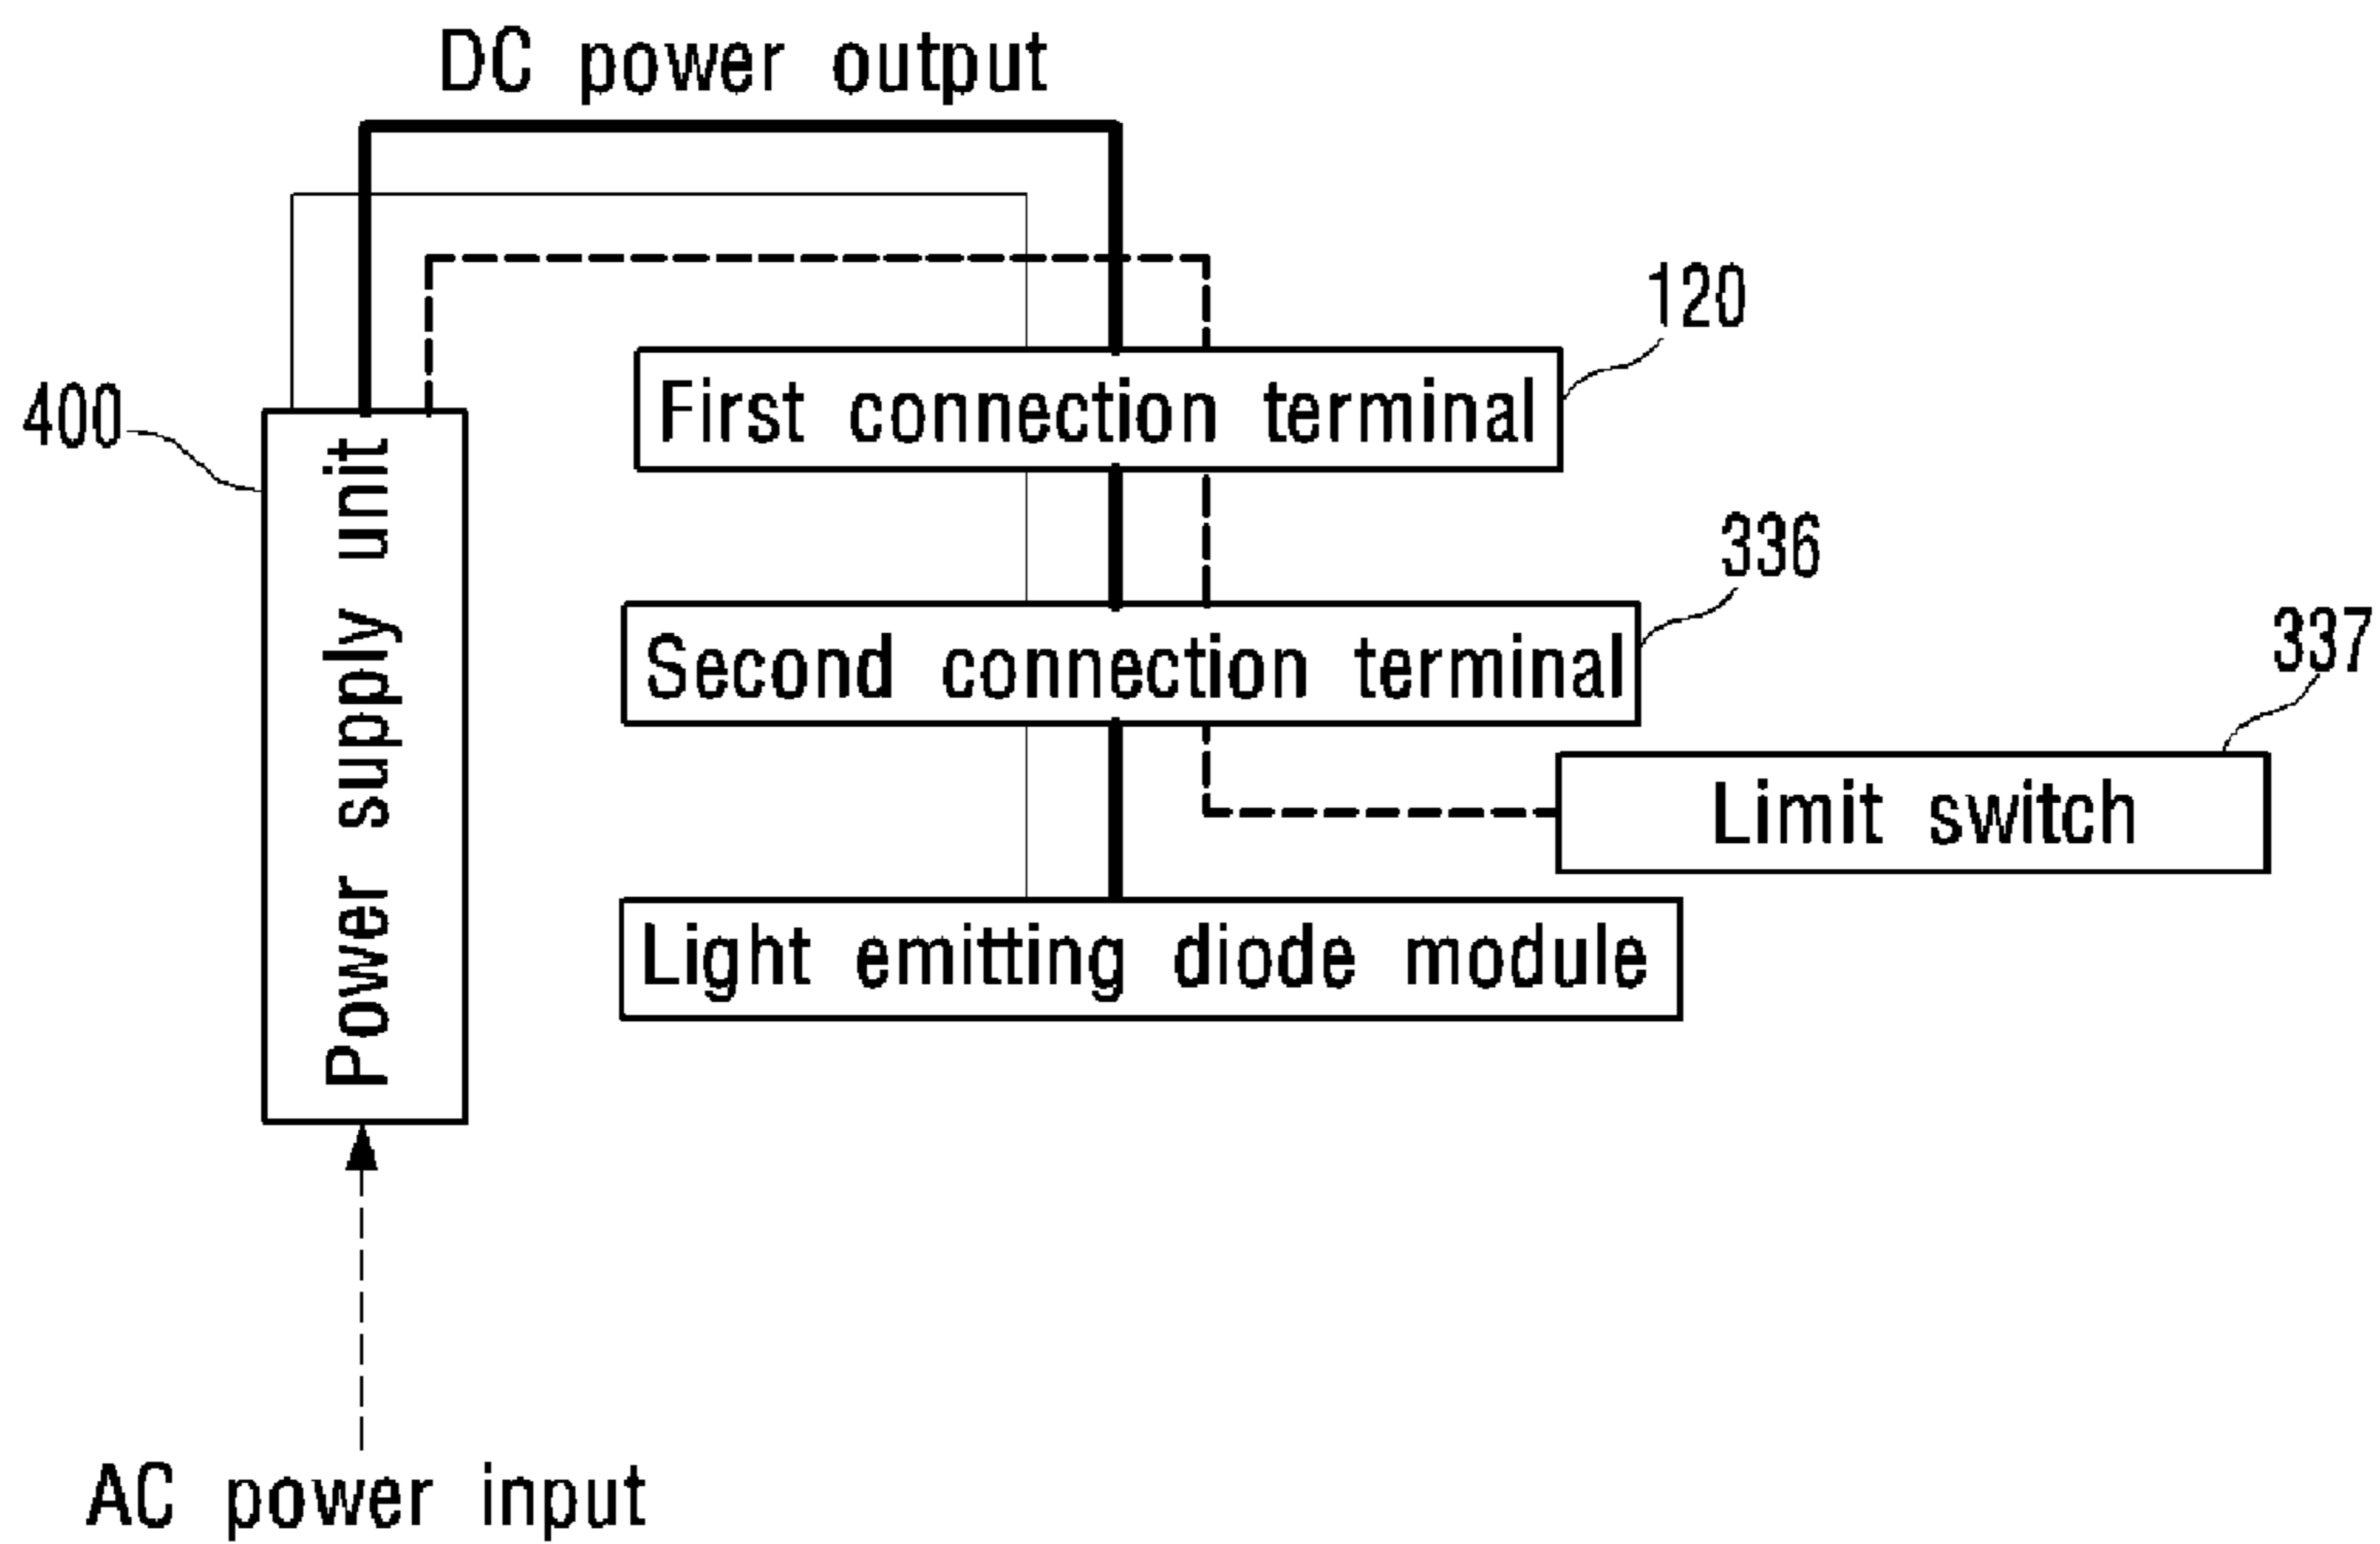 DC power output
120
First connection terminal
400
Power supply unit
336
Second connection terminal
337
Limit switch
Light emitting diode module
AC power input